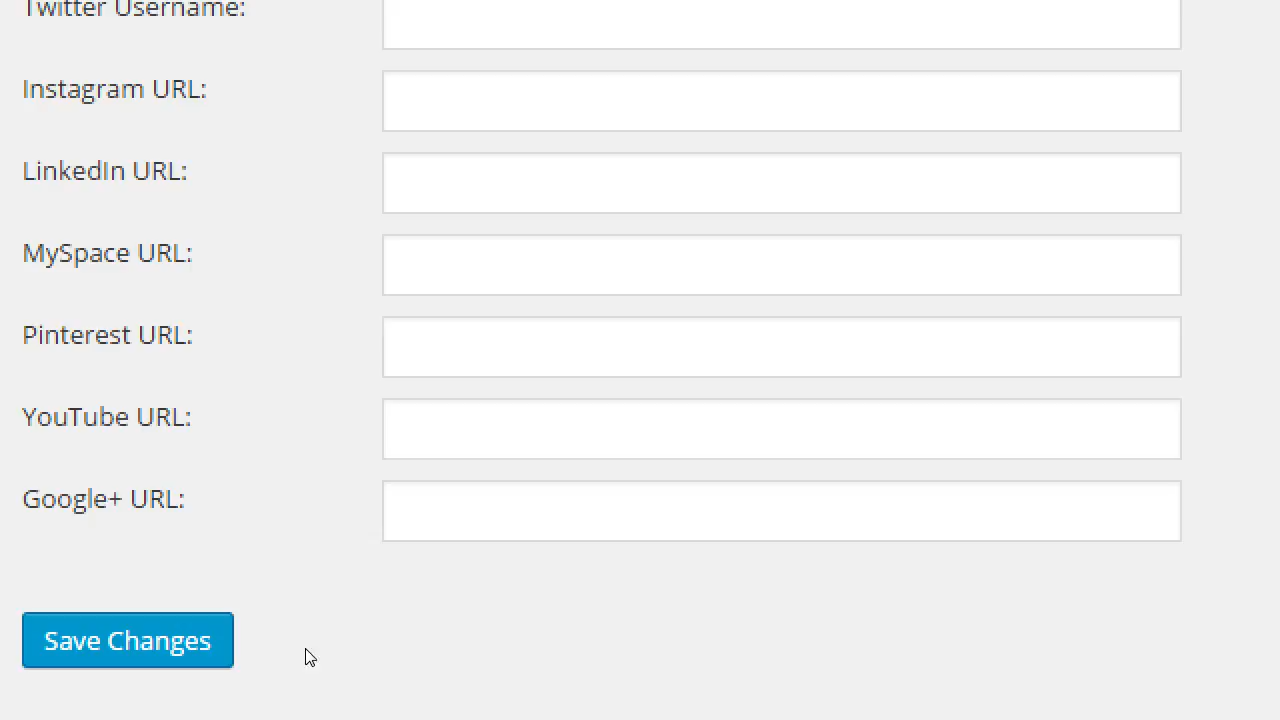 Twitter Username:
Instagram URL:
LinkedIn URL:
MySpace URL:
Pinterest URL:
YouTube URL:
Google+ URL:
Save Changes